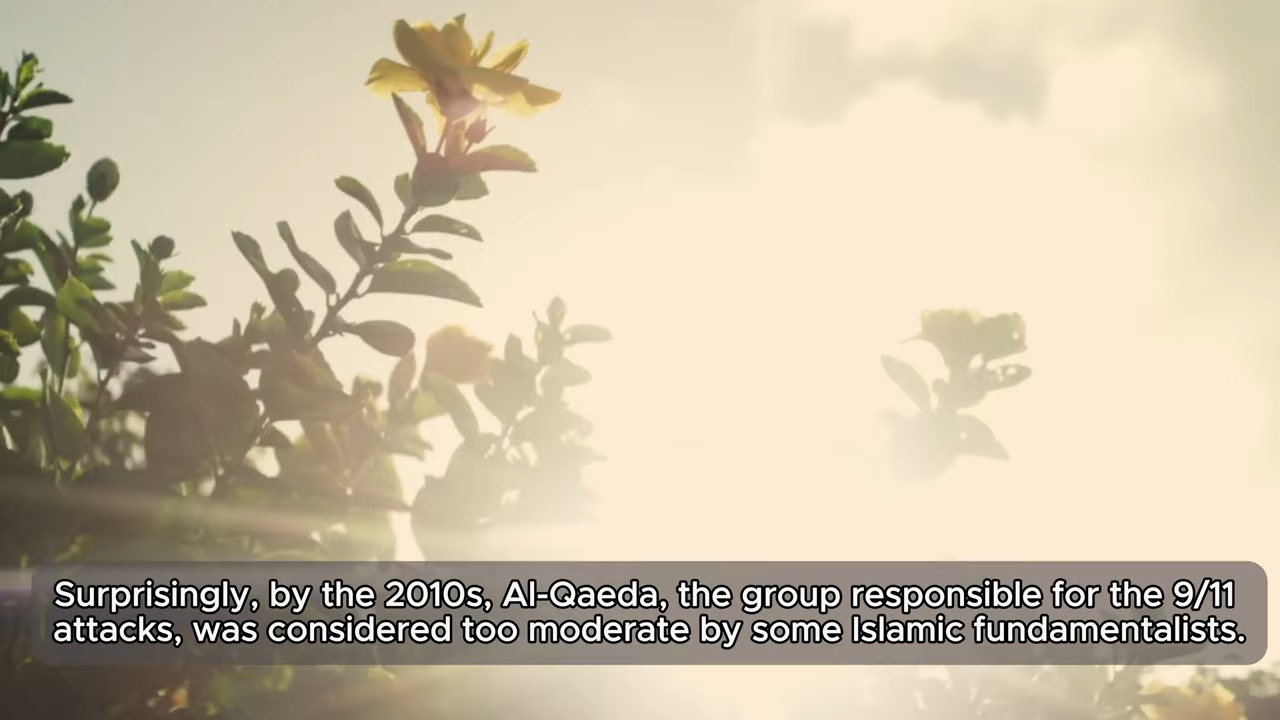 Surprisingly, by the 2010s, Al-Qaeda, the group responsible for the 9/11
attacks, was considered too moderate by some Islamic fundamentalists.